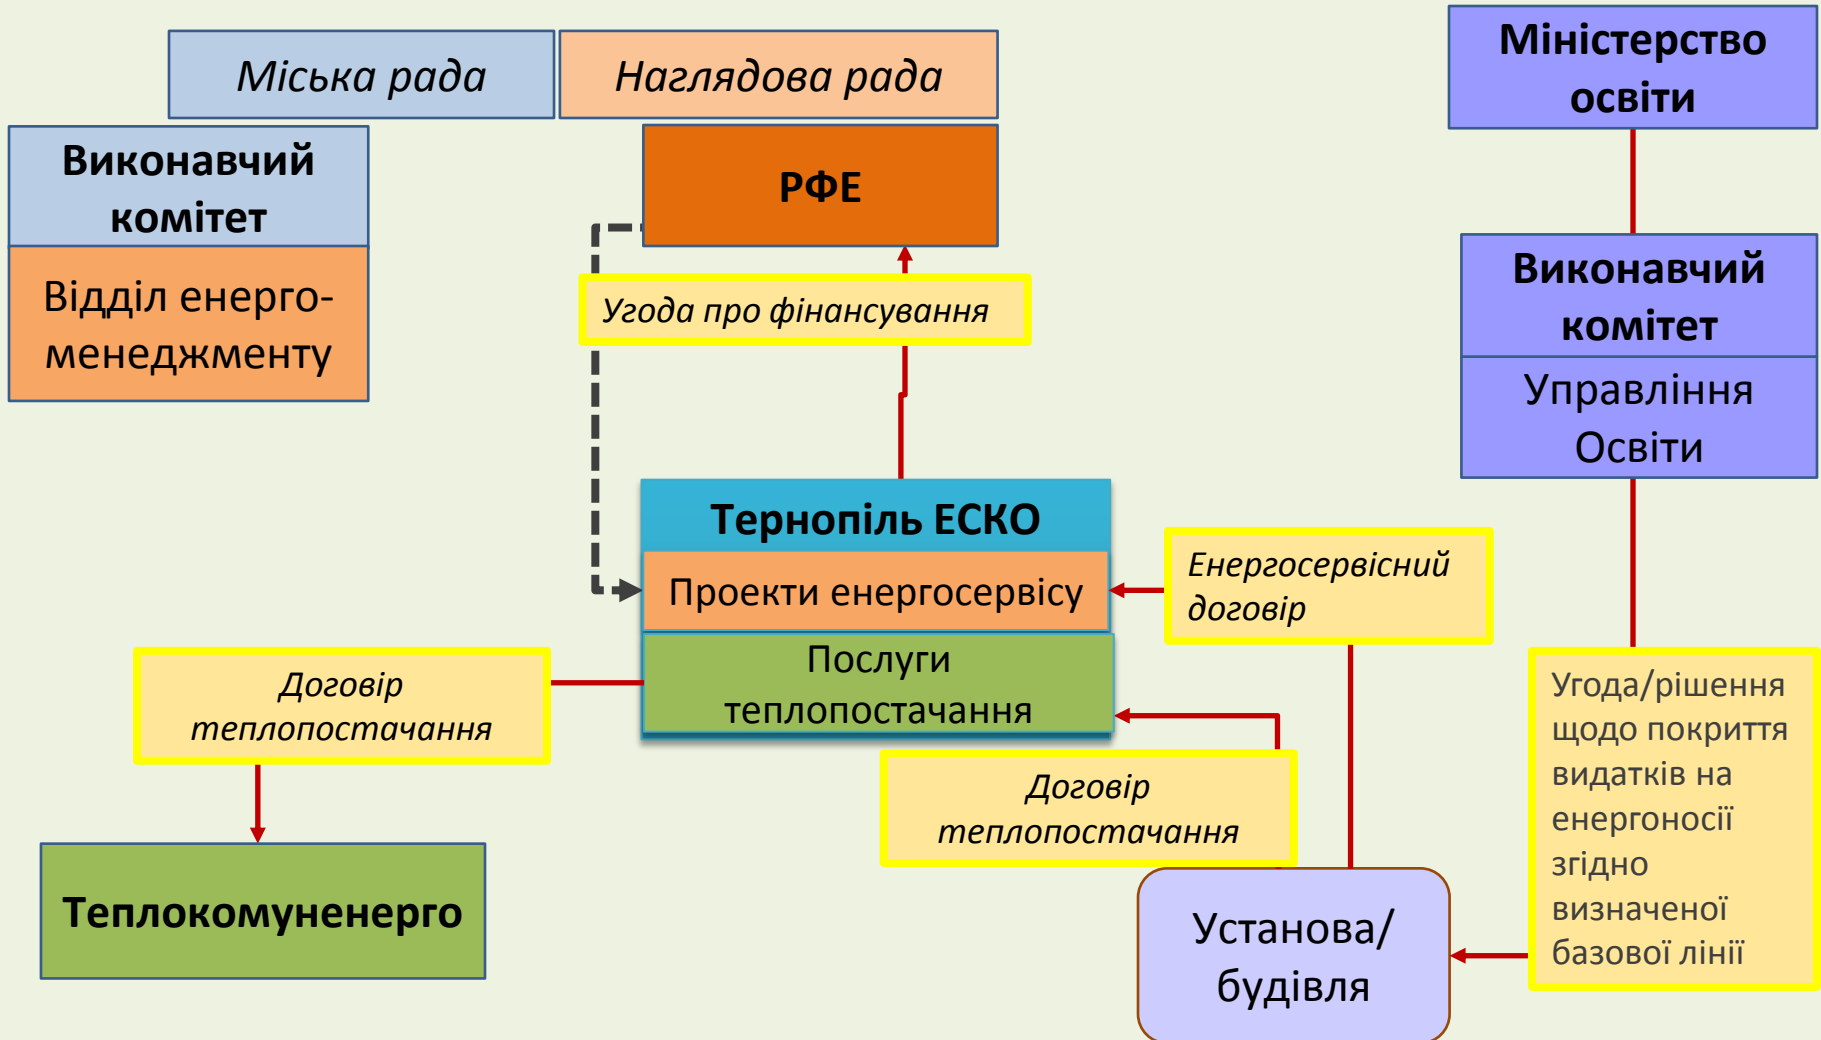 Міська рада
Наглядова рада
Міністерство
освіти
Виконавчий
комітет
Відділ енерго-
менеджменту
РФЕ
Угода про фінансування
Виконавчий
комітет
Управління
Освіти
Тернопіль ЕСКО
Проекти енергосервісу
Послуги
теплопостачання
Енергосервісний
договір
Договір
теплопостачання
Договір
теплопостачання
Угода/рішення
щодо покриття
видатків на
енергоносії
згідно
визначеної
базової лінії
Теплокомуненерго
Установа/
будівля